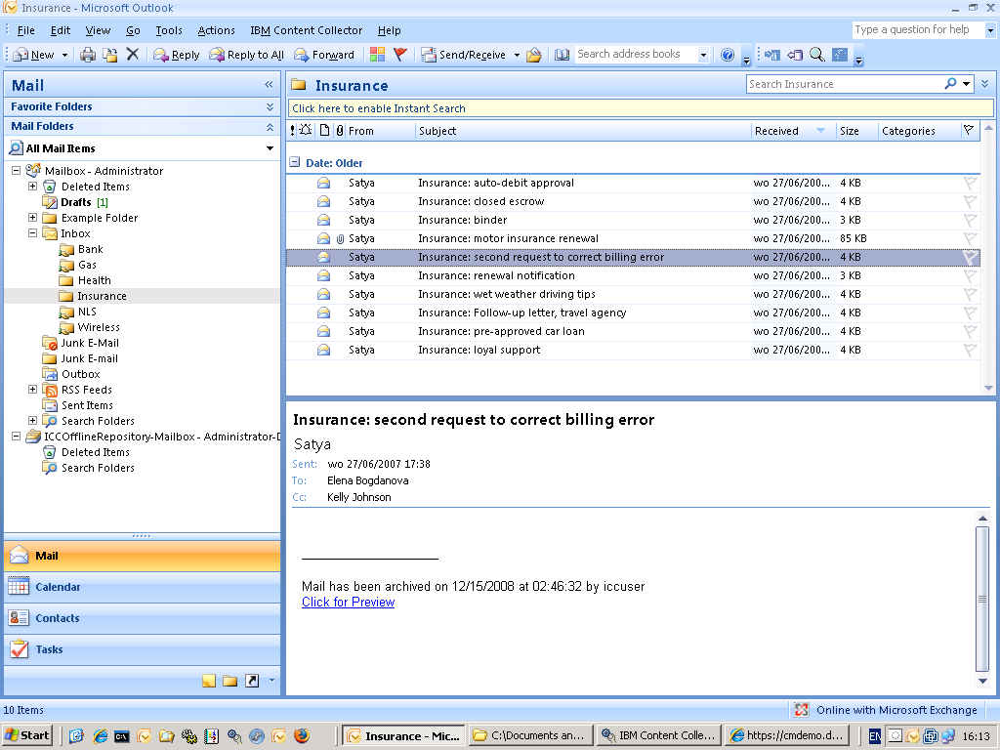 Insurance - Microsoft Outlook
File Edit View Go Tools Actions IBM Content Collector Help
Type a question for help
New Reply Reply to All Forward Send/Receive Search address books
Mail «
Favorite Folders
Mail Folders
All Mail Items
Mailbox - Administrator
Deleted Items
Drafts [1]
Example Folder
Inbox
Bank
Gas
Health
Insurance
NLS
Wireless
Junk E-Mail
Junk E-mail
Outbox
RSS Feeds
Sent Items
Search Folders
ICCOfflineRepository-Mailbox - Administrator-D
Deleted Items
Search Folders
Mail
Calendar
Contacts
Tasks
Insurance
Search Insurance
Click here to enable Instant Search
! From Subject Received Size Categories
Date: Older
Satya Insurance: auto-debit approval wo 27/06/200... 4 KB
Satya Insurance: closed escrow wo 27/06/200... 4 KB
Satya Insurance: binder wo 27/06/200... 3 KB
Satya Insurance: motor insurance renewal wo 27/06/200... 85 KB
Satya Insurance: second request to correct billing error wo 27/06/200... 4 KB
Satya Insurance: renewal notification wo 27/06/200... 3 KB
Satya Insurance: wet weather driving tips wo 27/06/200... 4 KB
Satya Insurance: Follow-up letter, travel agency wo 27/06/200... 4 KB
Satya Insurance: pre-approved car loan wo 27/06/200... 4 KB
Satya Insurance: loyal support wo 27/06/200... 4 KB
Insurance: second request to correct billing error
Satya
Sent: wo 27/06/2007 17:38
To: Elena Bogdanova
Cc: Kelly Johnson
Mail has been archived on 12/15/2008 at 02:46:32 by iccuser
Click for Preview
10 Items
Online with Microsoft Exchange
Start
Insurance - Mic...
C:\Documents an...
IBM Content Colle...
https://cmdemo.d...
EN
16:13